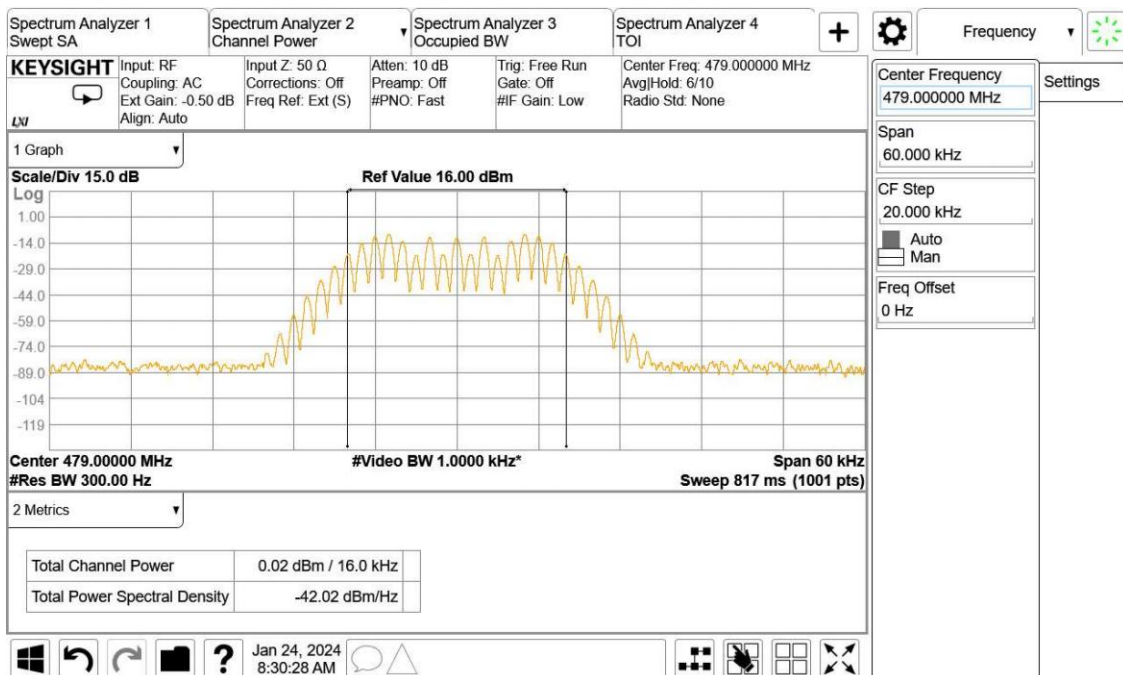 Spectrum Analyzer 1
Swept SA
Spectrum Analyzer 2
Channel Power
Spectrum Analyzer 3
Occupied BW
Spectrum Analyzer 4
TOI
Frequency
KEYSIGHT
LXI
Input: RF
Coupling: AC
Ext Gain: -0.50 dB
Align: Auto
Input Z: 50 Ω
Corrections: Off
Freq Ref: Ext (S)
Atten: 10 dB
Preamp: Off
#PNO: Fast
Trig: Free Run
Gate: Off
#IF Gain: Low
Center Freq: 479.000000 MHz
Avg|Hold: 6/10
Radio Std: None
Center Frequency
479.000000 MHz
Settings
Span
60.000 kHz
CF Step
20.000 kHz
Auto
Man
Freq Offset
0 Hz
1 Graph
Scale/Div 15.0 dB
Ref Value 16.00 dBm
Log
1.00
-14.0
-29.0
-44.0
-59.0
-74.0
-89.0
-104
-119
Center 479.00000 MHz
#Video BW 1.0000 kHz*
Span 60 kHz
#Res BW 300.00 Hz
Sweep 817 ms (1001 pts)
2 Metrics
Total Channel Power 0.02 dBm / 16.0 kHz
Total Power Spectral Density -42.02 dBm/Hz
?
Jan 24, 2024
8:30:28 AM